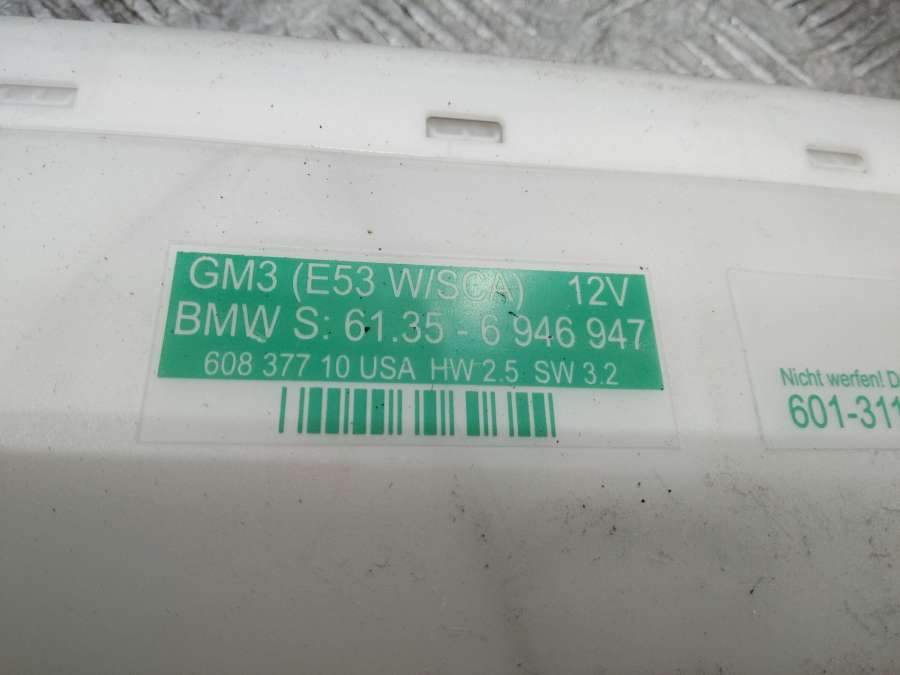 GM3 (E53 W/SCA) 12V
BMW S: 61.35 - 6 946 947
608 377 10 USA HW 2.5 SW 3.2
Nicht werfen! D
601-311